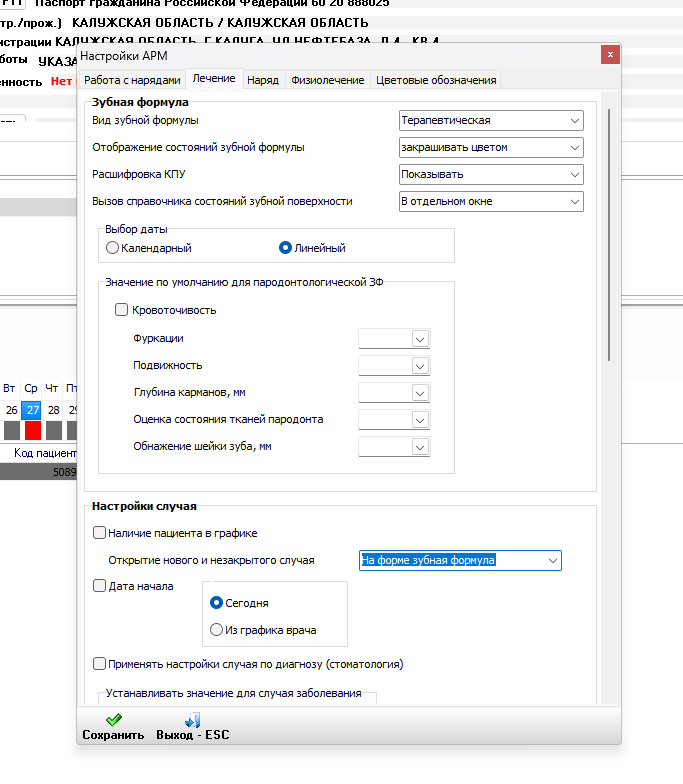 Паспорт гражданина Российской Федерации 60 20 888025
тр./прож.) КАЛУЖСКАЯ ОБЛАСТЬ / КАЛУЖСКАЯ ОБЛАСТЬ
истрации КАЛУЖСКАЯ ОБЛАСТЬ, Г КАЛУГА, УЛ НЕФТЕБАЗА, Д 4, КВ 4
боты УКАЗА
енность Нет
Настройки АРМ
x
Работа с нарядами Лечение Наряд Физиолечение Цветовые обозначения
Зубная формула
Вид зубной формулы Терапевтическая
Отображение состояний зубной формулы закрашивать цветом
Расшифровка КПУ Показывать
Вызов справочника состояний зубной поверхности В отдельном окне
Выбор даты
Календарный Линейный
Значение по умолчанию для пародонтологической ЗФ
Кровоточивость
Фуркации
Подвижность
Глубина карманов, мм
Оценка состояния тканей пародонта
Обнажение шейки зуба, мм
Вт Ср Чт Пт
26 27 28 29
Код пациент
5089
Настройки случая
Наличие пациента в графике
Открытие нового и незакрытого случая На форме зубная формула
Дата начала
Сегодня
Из графика врача
Применять настройки случая по диагнозу (стоматология)
Устанавливать значение для случая заболевания
Сохранить Выход - ESC